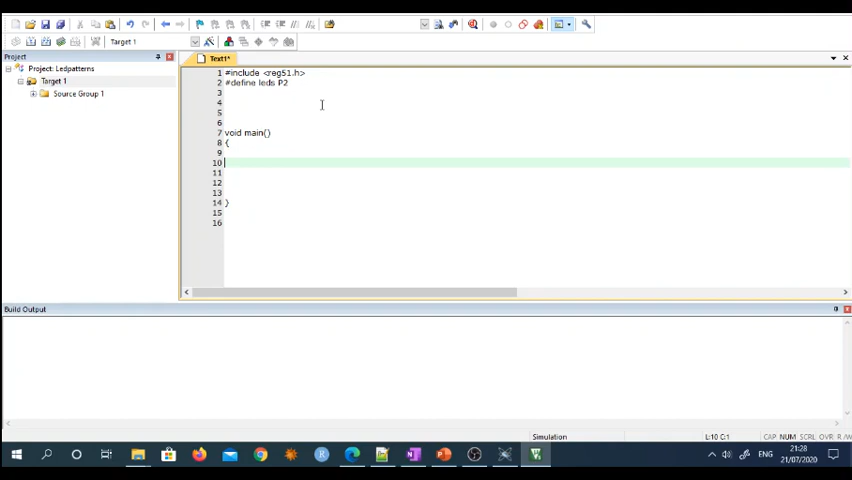 Target 1
Project
Text1*
Project: Ledpatterns
Target 1
Source Group 1
1 #include <reg51.h>
2 #define leds P2
3
4
5
6
7 void main()
8 {
9
10
11
12
13
14 }
15
16
Build Output
Simulation L:10 C:1 CAP NUM SCRL OVR R/W
ENG 21:28
21/07/2020